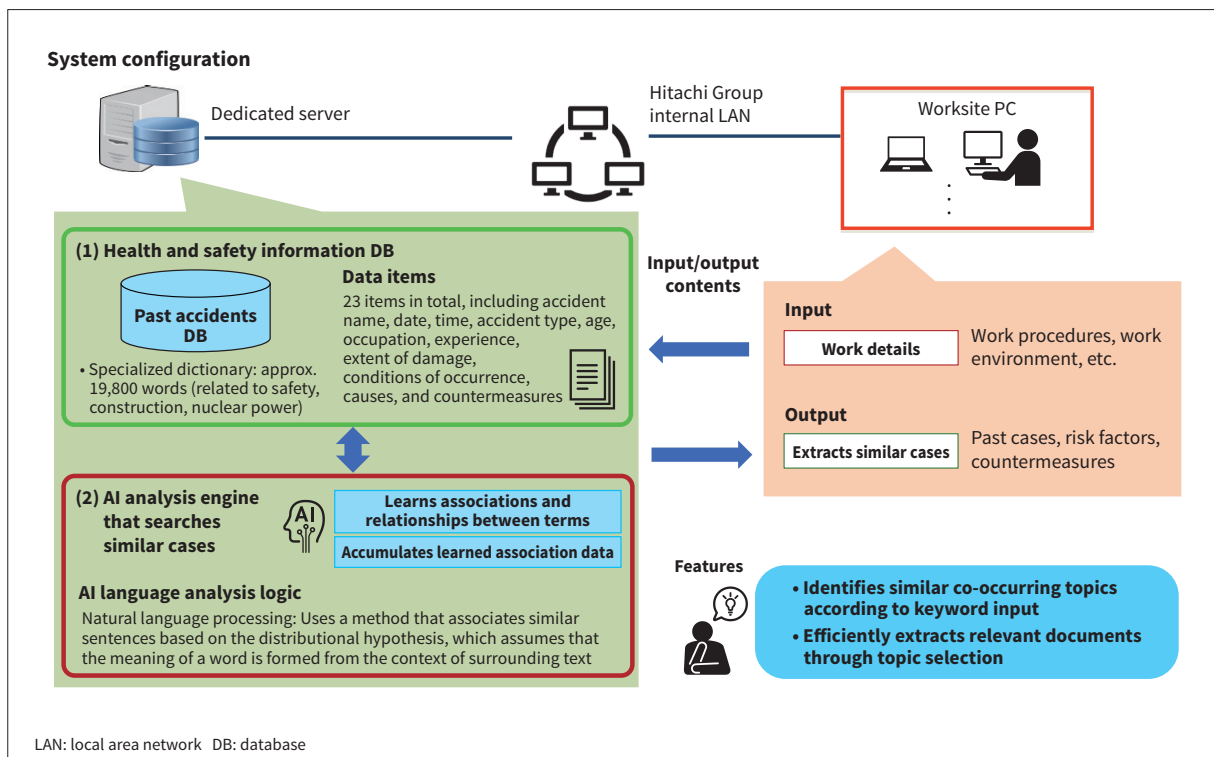 System configuration
Dedicated server
Hitachi Group
internal LAN
Worksite PC
(1) Health and safety information DB
Past accidents
DB
• Specialized dictionary: approx.
19,800 words (related to safety,
construction, nuclear power)
Data items
23 items in total, including accident
name, date, time, accident type, age,
occupation, experience,
extent of damage,
conditions of occurrence,
causes, and countermeasures
Input/output
contents
Input
Work details
Work procedures, work
environment, etc.
Output
Extracts similar cases
Past cases, risk factors,
countermeasures
(2) AI analysis engine
that searches
similar cases
AI
Learns associations and
relationships between terms
Accumulates learned association data
AI language analysis logic
Natural language processing: Uses a method that associates similar
sentences based on the distributional hypothesis, which assumes that
the meaning of a word is formed from the context of surrounding text
Features
• Identifies similar co-occurring topics
according to keyword input
• Efficiently extracts relevant documents
through topic selection
LAN: local area network DB: database